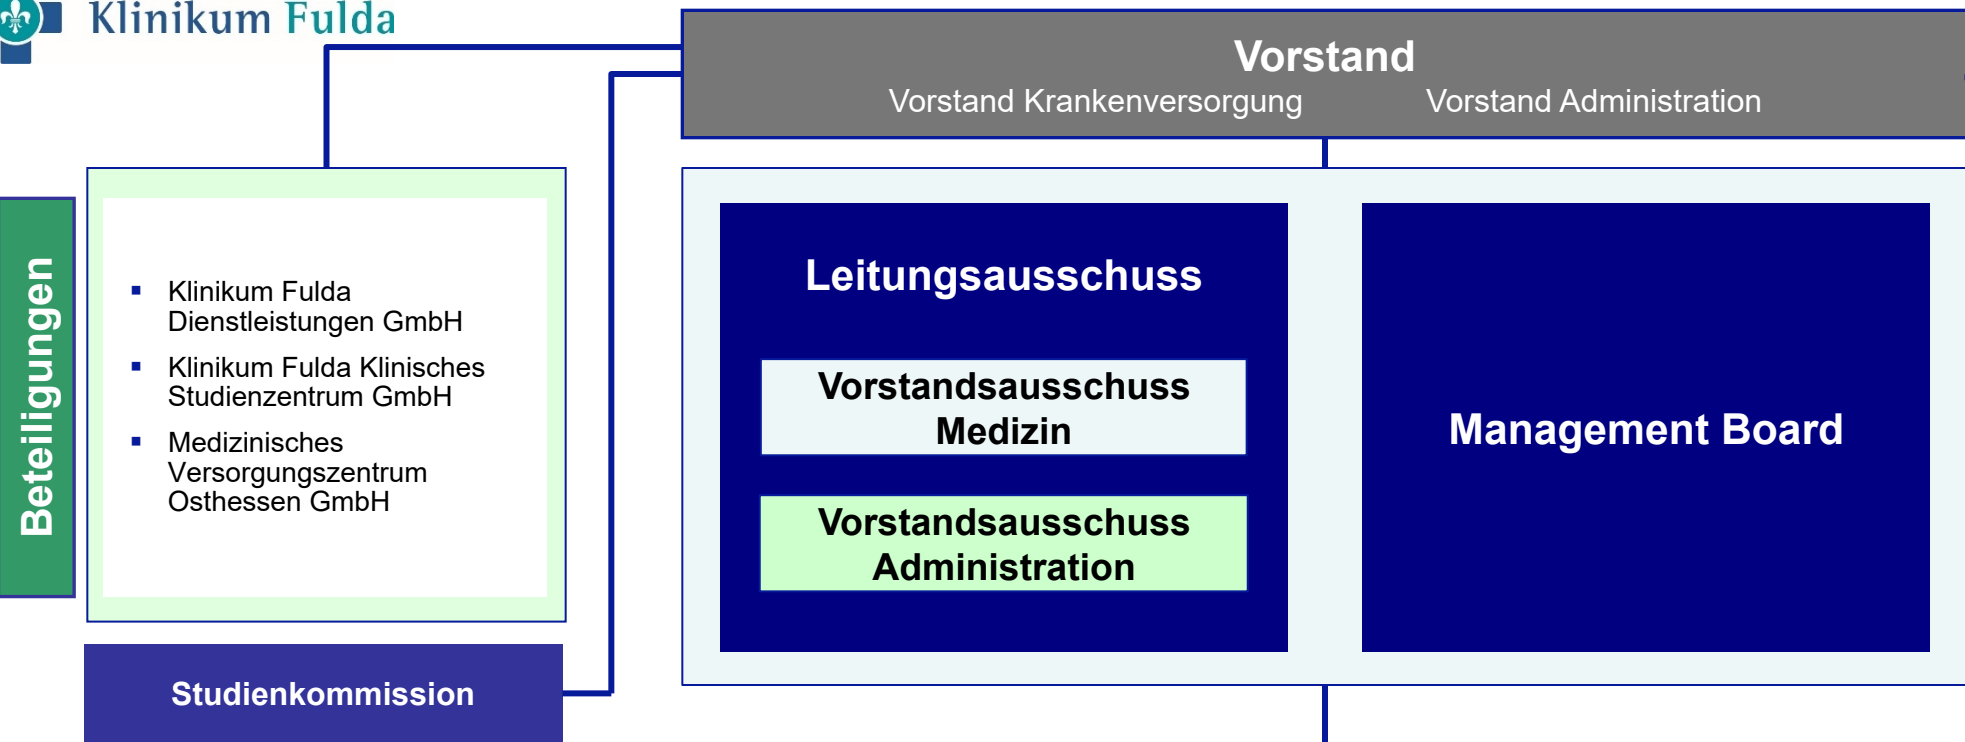 Klinikum Fulda
Vorstand
Vorstand Krankenversorgung Vorstand Administration
Beteiligungen
▪ Klinikum Fulda
Dienstleistungen GmbH
▪ Klinikum Fulda Klinisches
Studienzentrum GmbH
▪ Medizinisches
Versorgungszentrum
Osthessen GmbH
Studienkommission
Leitungsausschuss
Vorstandsausschuss
Medizin
Vorstandsausschuss
Administration
Management Board